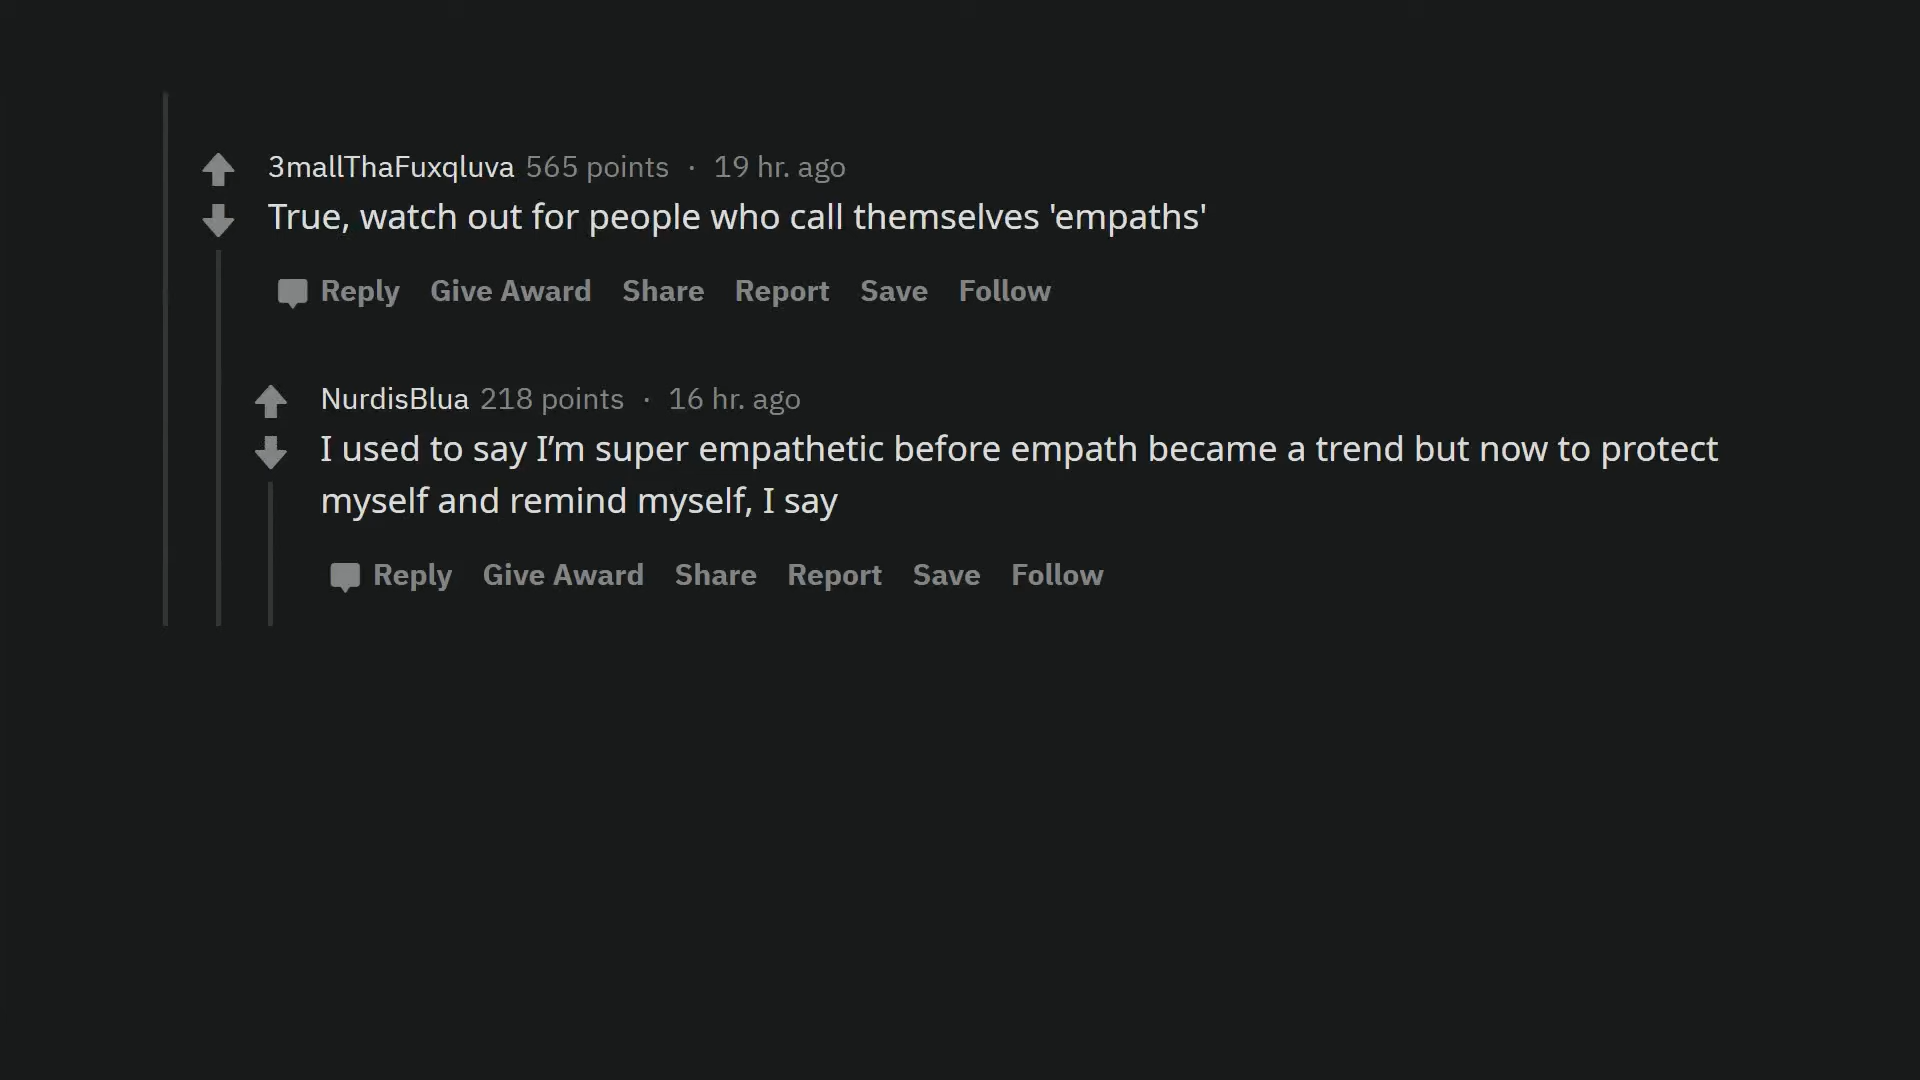 3mallThaFuxqluva 565 points · 19 hr. ago
True, watch out for people who call themselves 'empaths'
Reply Give Award Share Report Save Follow
NurdisBlua 218 points · 16 hr. ago
I used to say I’m super empathetic before empath became a trend but now to protect
myself and remind myself, I say
Reply Give Award Share Report Save Follow